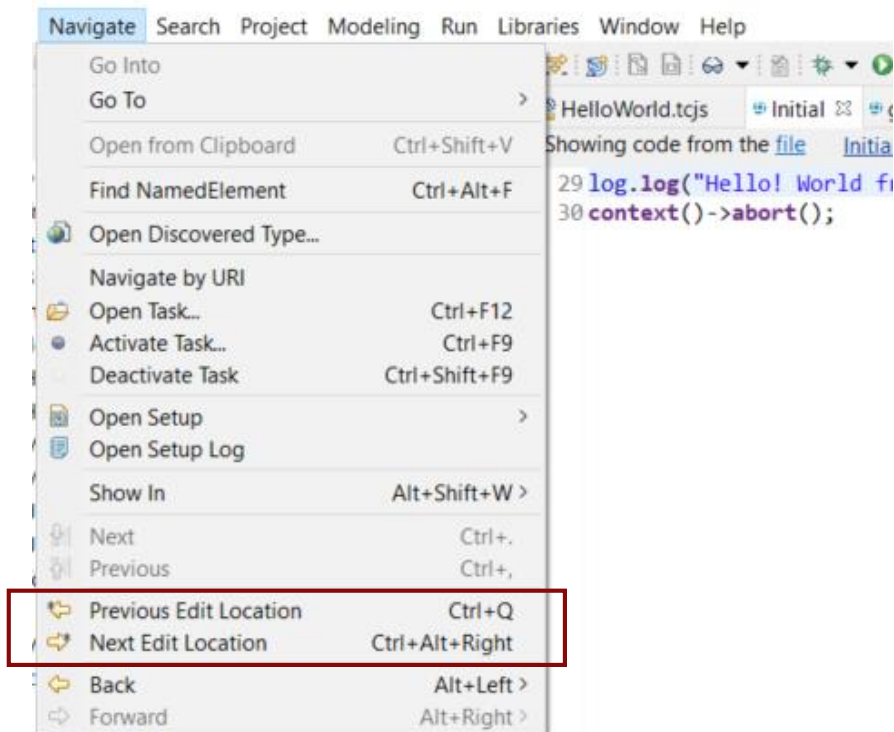 Navigate Search Project Modeling Run Libraries Window Help
Go Into
Go To
HelloWorld.tcjs Initial
Open from Clipboard Ctrl+Shift+V
Showing code from the file Initia
Find NamedElement Ctrl+Alt+F
29 log.log("Hello! World fr
30 context()->abort();
Open Discovered Type...
Navigate by URI
Open Task... Ctrl+F12
Activate Task... Ctrl+F9
Deactivate Task Ctrl+Shift+F9
Open Setup
Open Setup Log
Show In Alt+Shift+W
Next Ctrl+.
Previous Ctrl+,
Previous Edit Location Ctrl+Q
Next Edit Location Ctrl+Alt+Right
Back Alt+Left
Forward Alt+Right